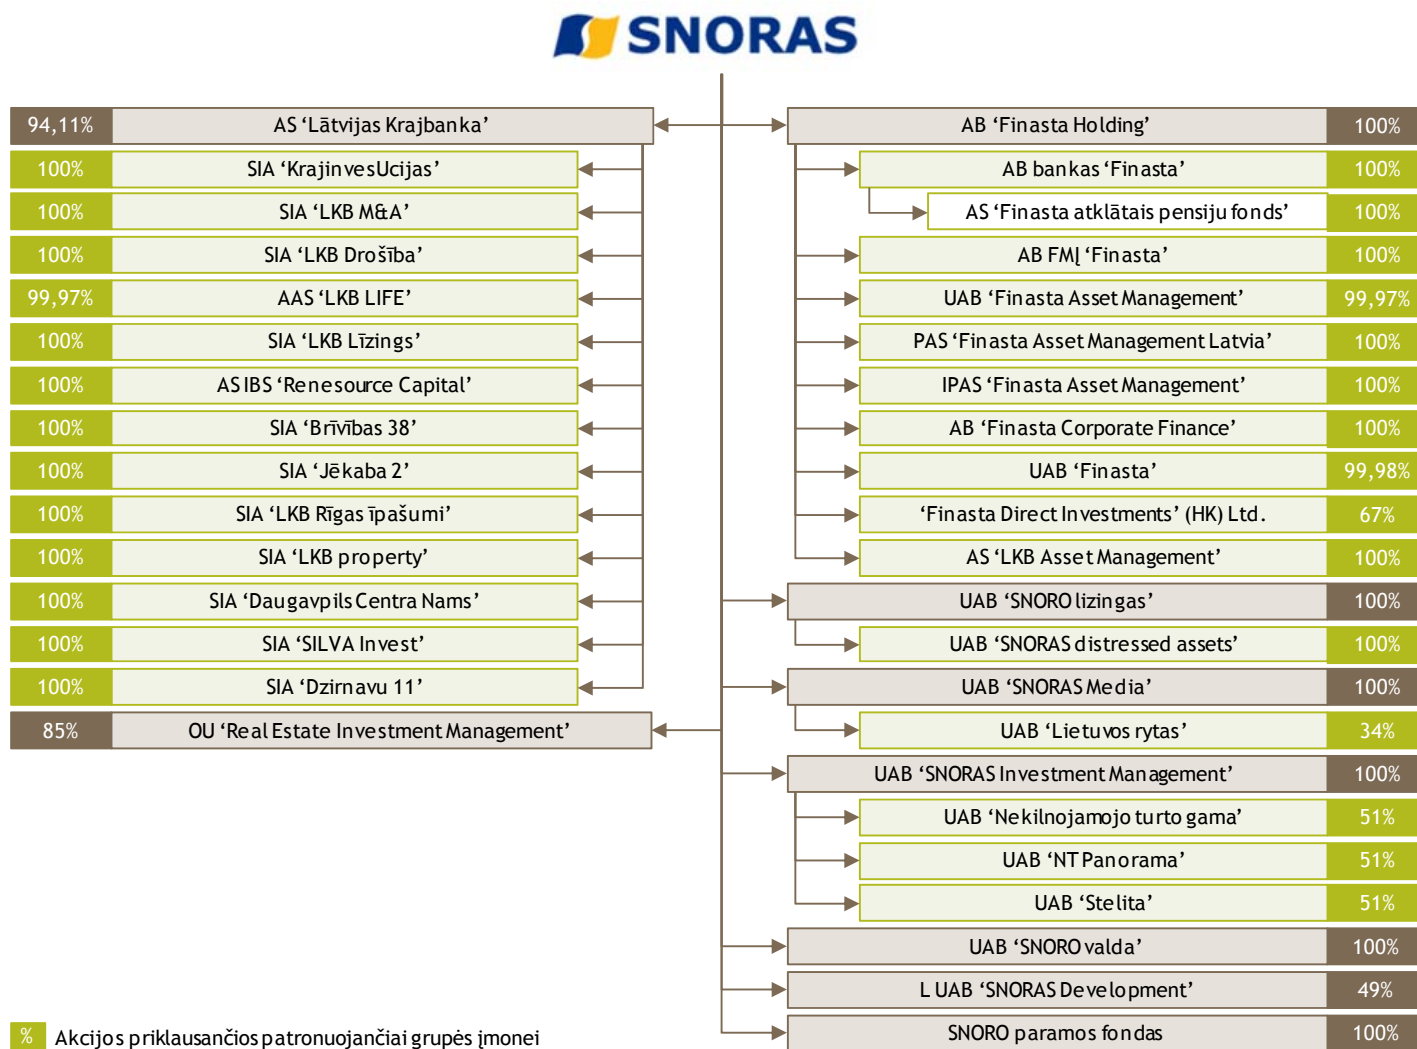 SNORAS
94,11% AS ‘Lātvijas Krajbanka’
100% SIA ‘KrajinvesUcijas’
100% SIA ‘LKB M&A’
100% SIA ‘LKB Drošība’
99,97% AAS ‘LKB LIFE’
100% SIA ‘LKB Līzings’
100% AS IBS ‘Renesource Capital’
100% SIA ‘Brīvības 38’
100% SIA ‘Jēkaba 2’
100% SIA ‘LKB Rīgas īpašumi’
100% SIA ‘LKB property’
100% SIA ‘Daugavpils Centra Nams’
100% SIA ‘SILVA Invest’
100% SIA ‘Dzirnavu 11’
85% OU ‘Real Estate Investment Management’
AB ‘Finasta Holding’ 100%
AB bankas ‘Finasta’ 100%
AS ‘Finasta atklātais pensiju fonds’ 100%
AB FMĮ ‘Finasta’ 100%
UAB ‘Finasta Asset Management’ 99,97%
PAS ‘Finasta Asset Management Latvia’ 100%
IPAS ‘Finasta Asset Management’ 100%
AB ‘Finasta Corporate Finance’ 100%
UAB ‘Finasta’ 99,98%
‘Finasta Direct Investments’ (HK) Ltd. 67%
AS ‘LKB Asset Management’ 100%
UAB ‘SNORO lizingas’ 100%
UAB ‘SNORAS distressed assets’ 100%
UAB ‘SNORAS Media’ 100%
UAB ‘Lietuvos rytas’ 34%
UAB ‘SNORAS Investment Management’ 100%
UAB ‘Nekilnojamojo turto gama’ 51%
UAB ‘NT Panorama’ 51%
UAB ‘Stelita’ 51%
UAB ‘SNORO valda’ 100%
L UAB ‘SNORAS Development’ 49%
SNORO paramos fondas 100%
% Akcijos priklausančios patronuojančiai grupės įmonei